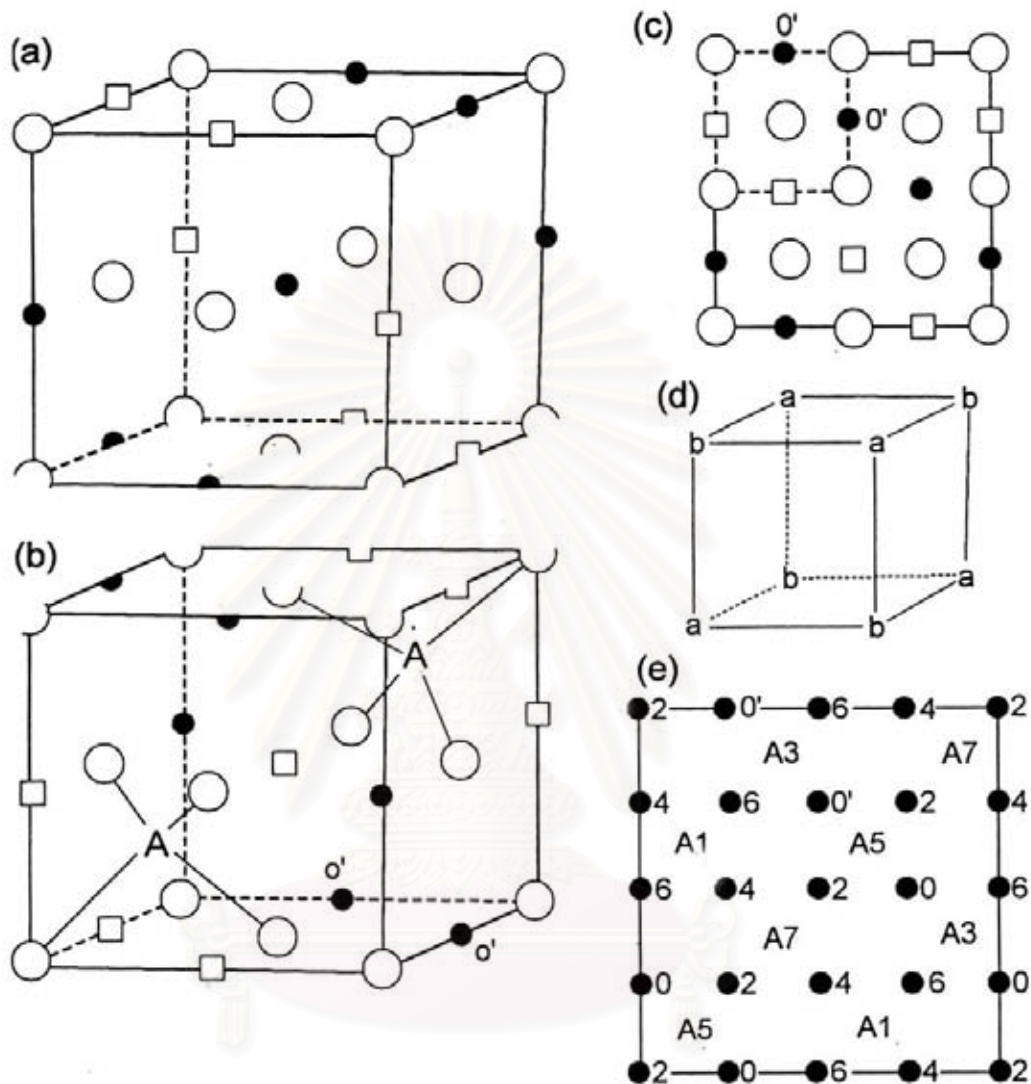 (a)
(b)
A
A
o'
o'
(c)
0'
0'
(d)
a b
b a
b a
a b
(e)
2 0' 6 4 2
A3 A7
4 6 0' 2 4
A1 A5
6 4 2 0 6
A7 A3
0 2 4 6 0
A5 A1
2 0 6 4 2